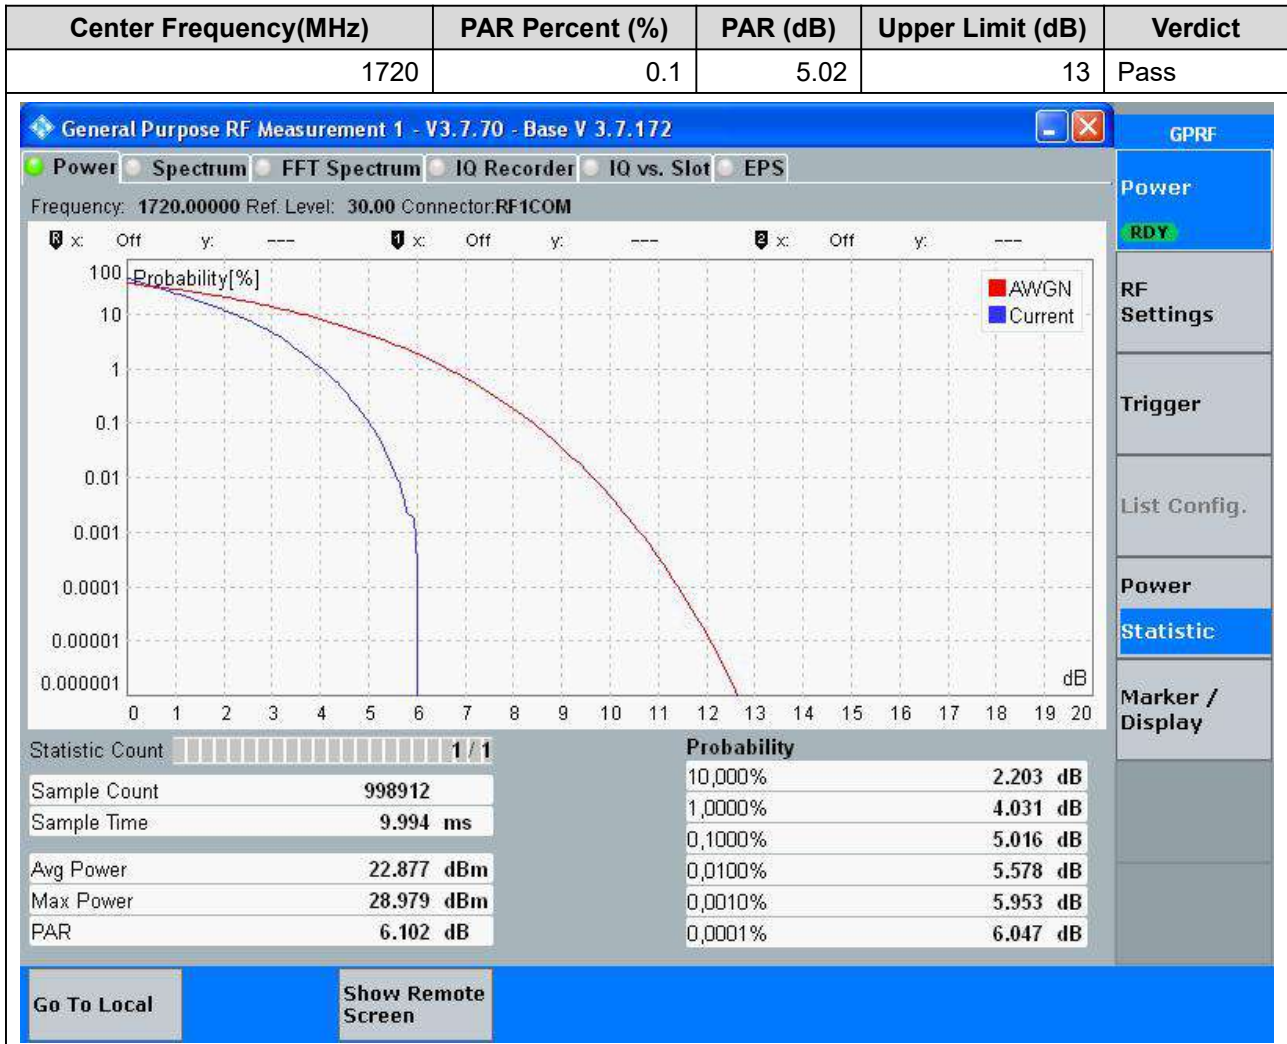 Center Frequency(MHz) PAR Percent (%) PAR (dB) Upper Limit (dB) Verdict
1720 0.1 5.02 13 Pass
General Purpose RF Measurement 1 - V3.7.70 - Base V 3.7.172
GPRF
Power Spectrum FFT Spectrum IQ Recorder IQ vs. Slot EPS
Frequency: 1720.00000 Ref. Level: 30.00 Connector:RF1COM
R x: Off y: --- 1 x: Off y: --- 2 x: Off y: ---
Power
RDY
RF
Settings
Trigger
List Config.
Power
Statistic
Marker /
Display
Probability[%]
AWGN
Current
100
10
1
0.1
0.01
0.001
0.0001
0.00001
0.000001
dB
0 1 2 3 4 5 6 7 8 9 10 11 12 13 14 15 16 17 18 19 20
Statistic Count 1 / 1
Sample Count 998912
Sample Time 9.994 ms
Avg Power 22.877 dBm
Max Power 28.979 dBm
PAR 6.102 dB
Probability
10,000% 2.203 dB
1,0000% 4.031 dB
0,1000% 5.016 dB
0,0100% 5.578 dB
0,0010% 5.953 dB
0,0001% 6.047 dB
Go To Local
Show Remote
Screen